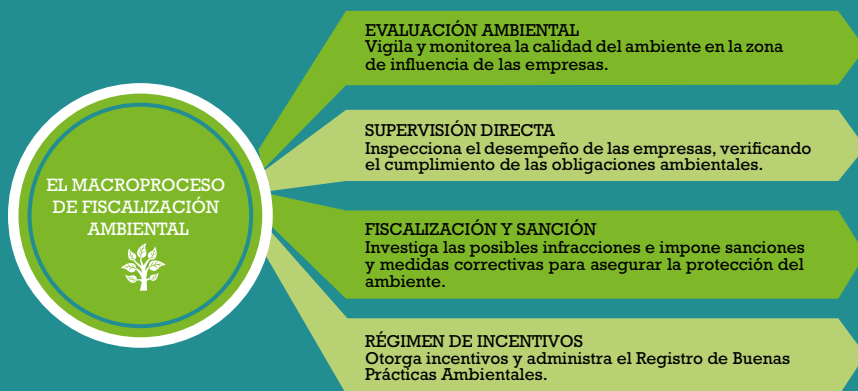 EL MACROPROCESO
DE FISCALIZACIÓN
AMBIENTAL
EVALUACIÓN AMBIENTAL
Vigila y monitorea la calidad del ambiente en la zona
de influencia de las empresas.
SUPERVISIÓN DIRECTA
Inspecciona el desempeño de las empresas, verificando
el cumplimiento de las obligaciones ambientales.
FISCALIZACIÓN Y SANCIÓN
Investiga las posibles infracciones e impone sanciones
y medidas correctivas para asegurar la protección del
ambiente.
RÉGIMEN DE INCENTIVOS
Otorga incentivos y administra el Registro de Buenas
Prácticas Ambientales.